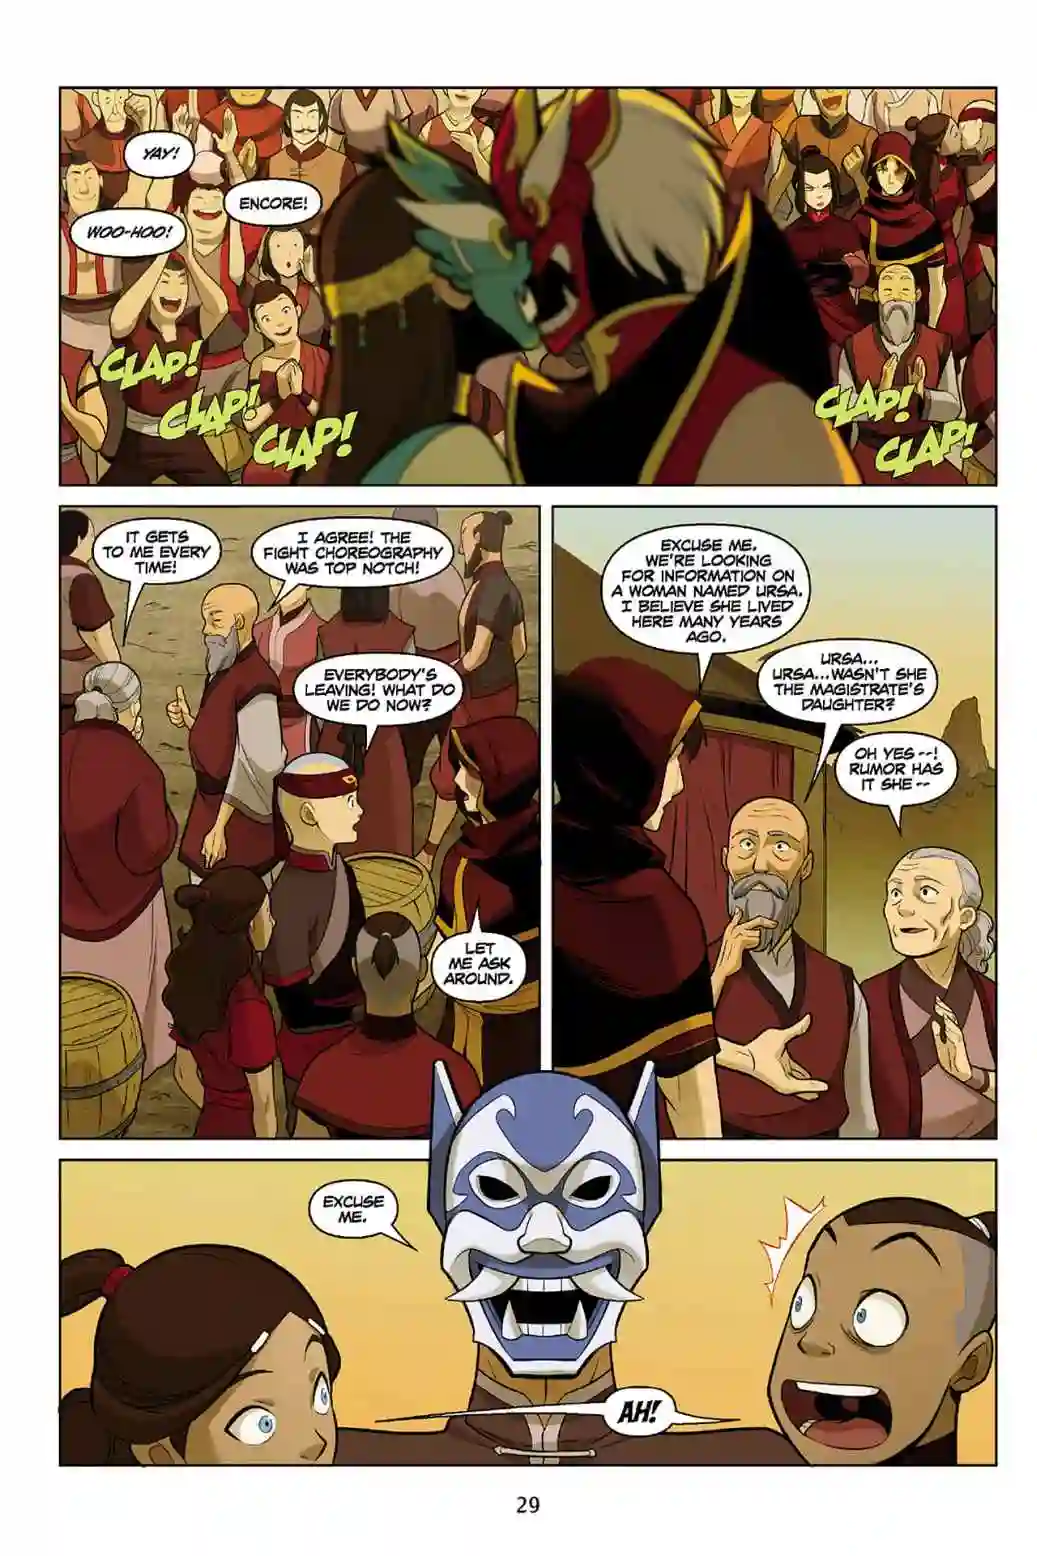 YAY!
WOO-HOO!
ENCORE!
CLAP!
CLAP!
CLAP!
CLAP!
CLAP!
IT GETS
TO ME EVERY
TIME!
I AGREE! THE
FIGHT CHOREOGRAPHY
WAS TOP NOTCH!
EVERYBODY'S
LEAVING! WHAT DO
WE DO NOW?
LET
ME ASK
AROUND.
EXCUSE ME.
WE'RE LOOKING
FOR INFORMATION ON
A WOMAN NAMED URSA.
I BELIEVE SHE LIVED
HERE MANY YEARS
AGO.
URSA...
URSA...WASN'T SHE
THE MAGISTRATE'S
DAUGHTER?
OH YES--!
RUMOR HAS
IT SHE--
EXCUSE
ME.
AH!
29